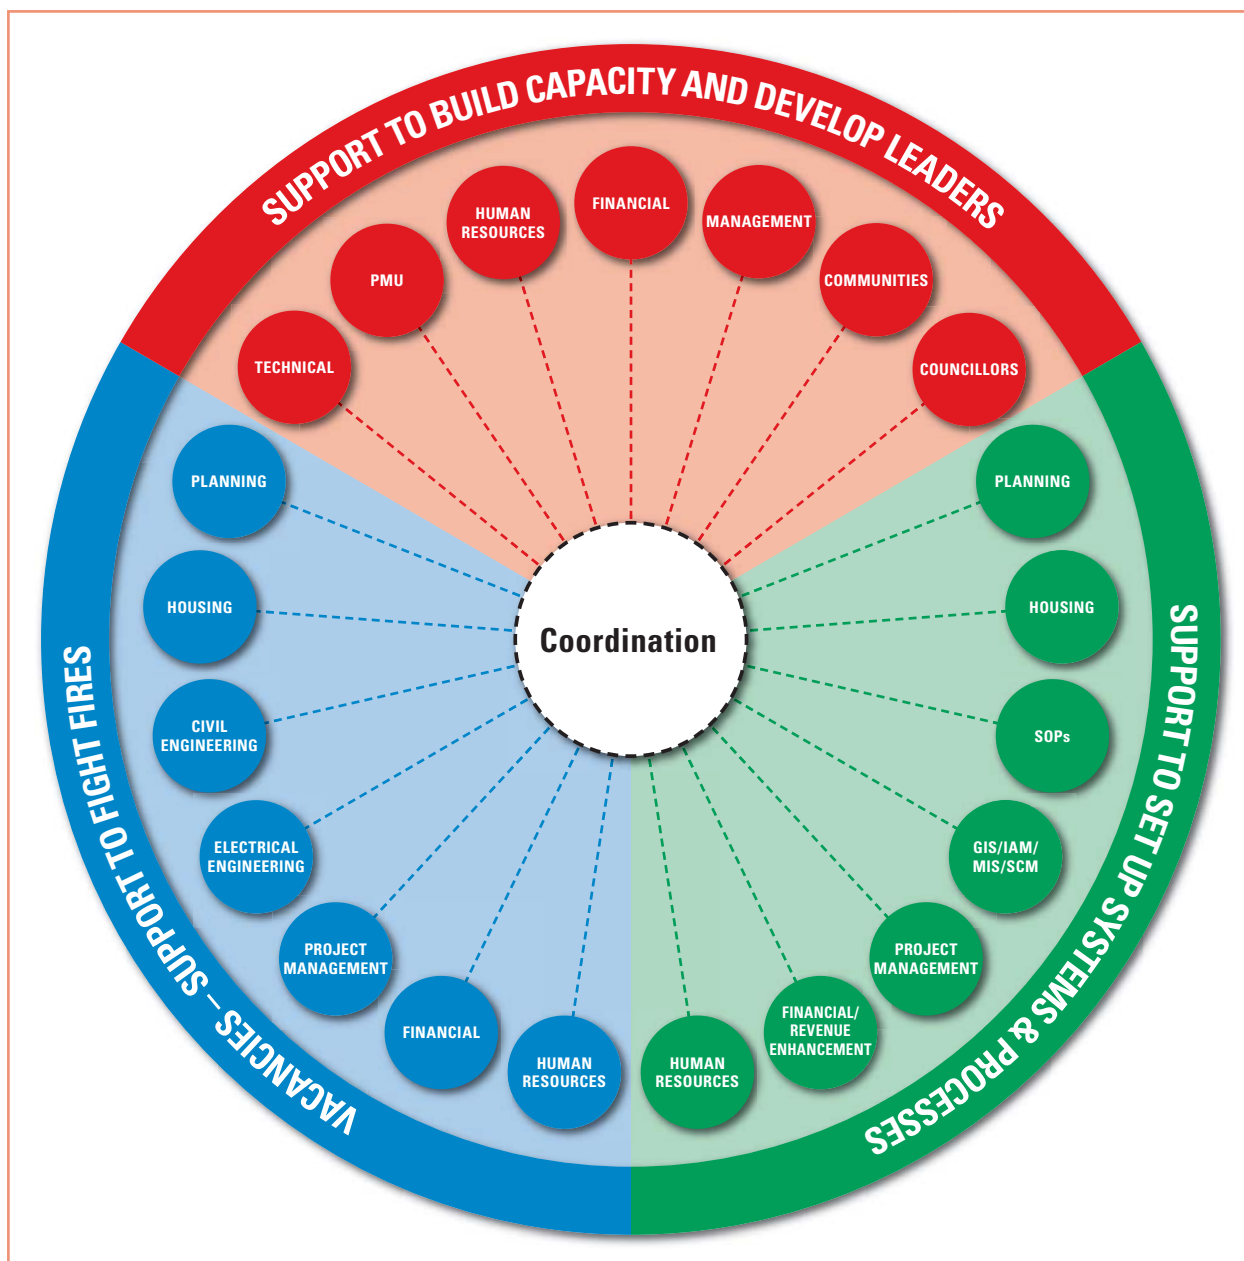 SUPPORT TO BUILD CAPACITY AND DEVELOP LEADERS
TECHNICAL
PMU
HUMAN
RESOURCES
FINANCIAL
MANAGEMENT
COMMUNITIES
COUNCILLORS
SUPPORT TO SET UP SYSTEMS & PROCESSES
PLANNING
HOUSING
SOPs
GIS/IAM/
MIS/SCM
PROJECT
MANAGEMENT
FINANCIAL/
REVENUE
ENHANCEMENT
HUMAN
RESOURCES
VACANCIES – SUPPORT TO FIGHT FIRES
PLANNING
HOUSING
CIVIL
ENGINEERING
ELECTRICAL
ENGINEERING
PROJECT
MANAGEMENT
FINANCIAL
HUMAN
RESOURCES
Coordination